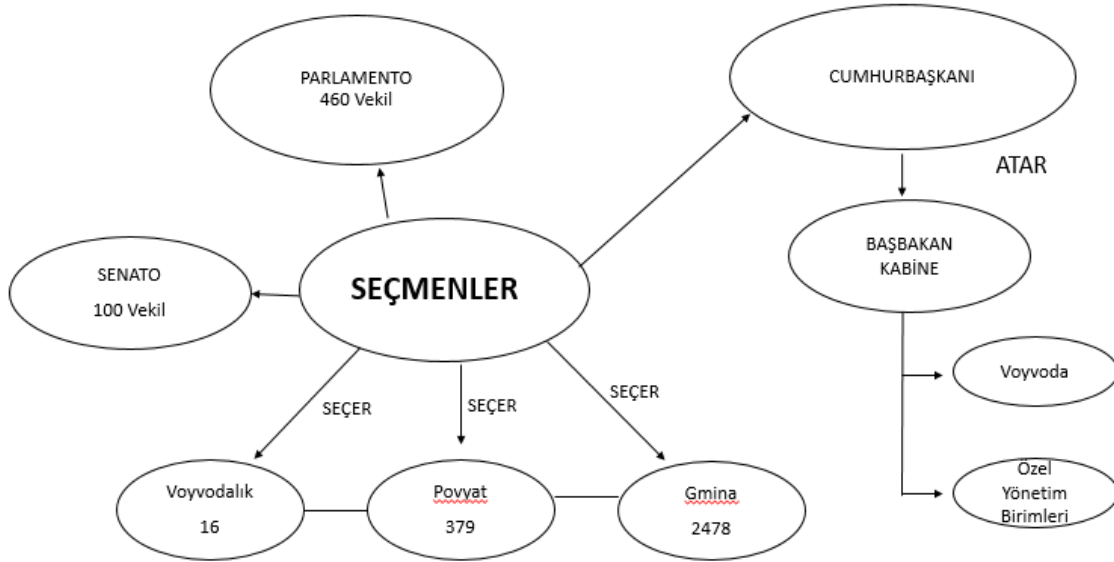 PARLAMENTO
460 Vekil
CUMHURBAŞKANI
ATAR
BAŞBAKAN
KABİNE
SENATO
100 Vekil
SEÇMENLER
Voyvoda
SEÇER
SEÇER
SEÇER
Özel
Yönetim
Birimleri
Voyvodalık
16
Povyat
379
Gmina
2478